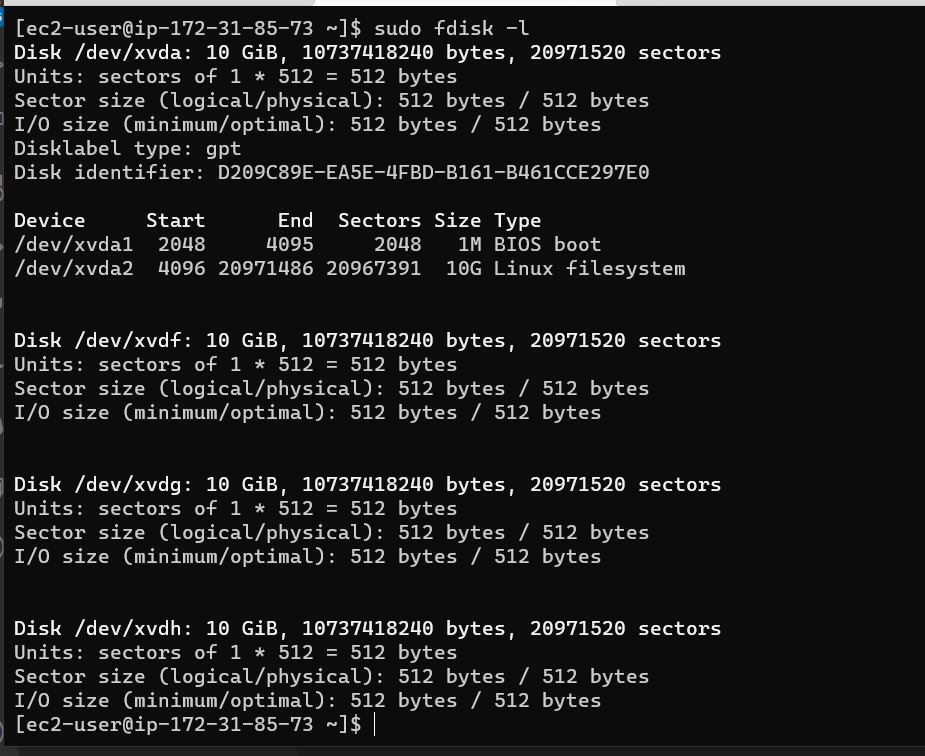 [ec2-user@ip-172-31-85-73 ~]$ sudo fdisk -l
Disk /dev/xvda: 10 GiB, 10737418240 bytes, 20971520 sectors
Units: sectors of 1 * 512 = 512 bytes
Sector size (logical/physical): 512 bytes / 512 bytes
I/O size (minimum/optimal): 512 bytes / 512 bytes
Disklabel type: gpt
Disk identifier: D209C89E-EA5E-4FBD-B161-B461CCE297E0

Device     Start      End  Sectors Size Type
/dev/xvda1  2048     4095     2048   1M BIOS boot
/dev/xvda2  4096 20971486 20967391  10G Linux filesystem


Disk /dev/xvdf: 10 GiB, 10737418240 bytes, 20971520 sectors
Units: sectors of 1 * 512 = 512 bytes
Sector size (logical/physical): 512 bytes / 512 bytes
I/O size (minimum/optimal): 512 bytes / 512 bytes


Disk /dev/xvdg: 10 GiB, 10737418240 bytes, 20971520 sectors
Units: sectors of 1 * 512 = 512 bytes
Sector size (logical/physical): 512 bytes / 512 bytes
I/O size (minimum/optimal): 512 bytes / 512 bytes


Disk /dev/xvdh: 10 GiB, 10737418240 bytes, 20971520 sectors
Units: sectors of 1 * 512 = 512 bytes
Sector size (logical/physical): 512 bytes / 512 bytes
I/O size (minimum/optimal): 512 bytes / 512 bytes
[ec2-user@ip-172-31-85-73 ~]$